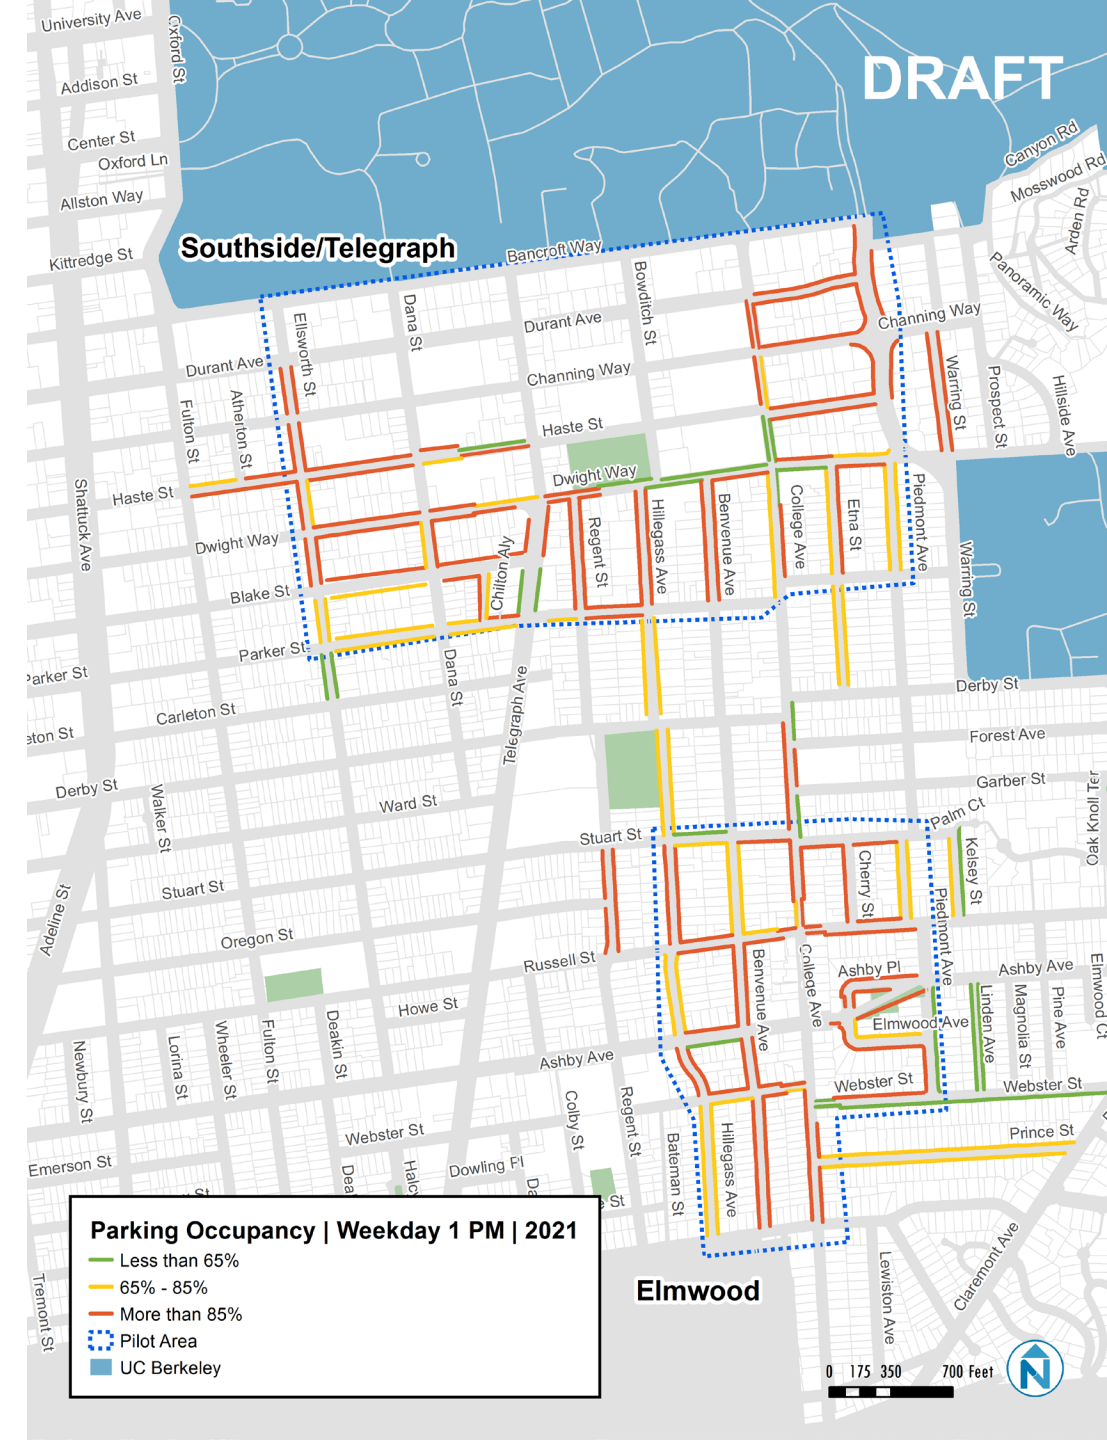 University Ave
Oxford St
DRAFT
Addison St
Center St
Oxford Ln
Canyon Rd
Mosswood Rd
Allston Way
Arden Rd
Kittredge St
Southside/Telegraph
Bancroft Way
Bowditch St
Panoramic Way
Dana St
Ellsworth St
Durant Ave
Channing Way
Durant Ave
Channing Way
Warring St
Prospect St
Hillside Ave
Fulton St
Atherton St
Haste St
Dwight Way
Shattuck Ave
Haste St
Hillegass Ave
Benvenue Ave
College Ave
Etna St
Piedmont Ave
Regent St
Dwight Way
Chilton Aly
Warring St
Blake St
Parker St
Parker St
Dana St
Telegraph Ave
Derby St
Carleton St
eton St
Forest Ave
Derby St
Garber St
Oak Knoll Ter
Walker St
Ward St
Palm Ct
Stuart St
Kelsey St
Cherry St
Stuart St
Adeline St
Piedmont Ave
Oregon St
Russell St
Benvenue Ave
College Ave
Ashby Pl
Ashby Ave
Elmwood Ct
Howe St
Linden Ave
Magnolia St
Pine Ave
Elmwood Ave
Newbury St
Lorina St
Wheeler St
Fulton St
Deakin St
Ashby Ave
Webster St
Webster St
Colby St
Regent St
Webster St
Prince St
Hillegass Ave
Bateman St
Emerson St
Dowling Pl
Dea
Halc
Da
St
e St
Parking Occupancy | Weekday 1 PM | 2021
Less than 65%
65% - 85%
More than 85%
Pilot Area
UC Berkeley
Tremont St
Elmwood
Lewiston Ave
Claremont Ave
0 175 350 700 Feet
N